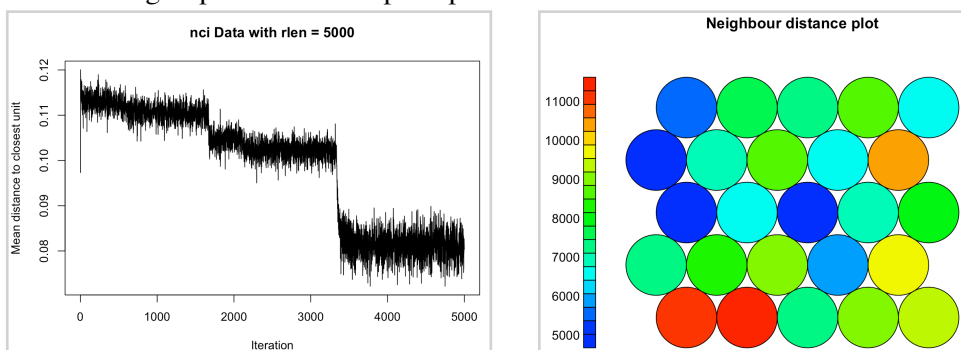 nci Data with rlen = 5000
Mean distance to closest unit
0.12
0.11
0.10
0.09
0.08
0 1000 2000 3000 4000 5000
Iteration
Neighbour distance plot
11000
10000
9000
8000
7000
6000
5000